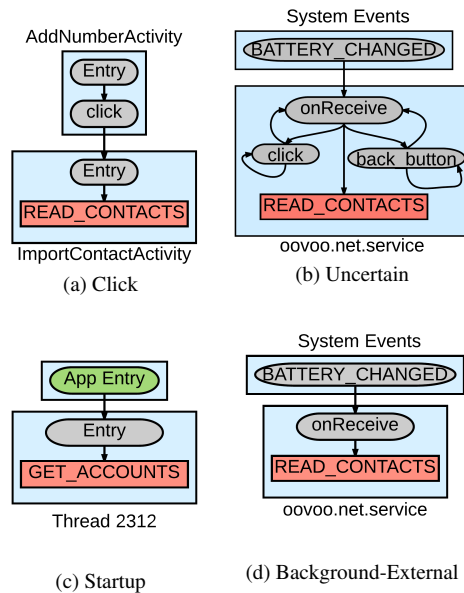 AddNumberActivity
Entry
click
Entry
READ_CONTACTS
ImportContactActivity
(a) Click
System Events
BATTERY_CHANGED
onReceive
click
back_button
READ_CONTACTS
oovoo.net.service
(b) Uncertain
App Entry
Entry
GET_ACCOUNTS
Thread 2312
(c) Startup
System Events
BATTERY_CHANGED
onReceive
READ_CONTACTS
oovoo.net.service
(d) Background-External